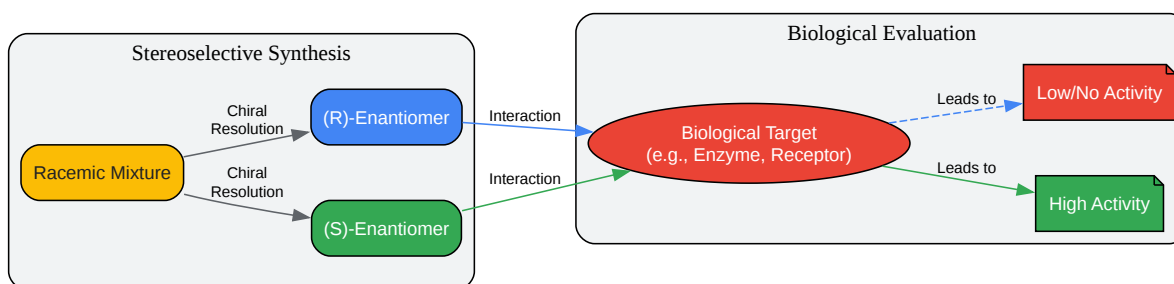 Stereoselective Synthesis
Racemic Mixture
Chiral
Resolution
Chiral
Resolution
(R)-Enantiomer
(S)-Enantiomer
Interaction
Interaction
Biological Evaluation
Biological Target
(e.g., Enzyme, Receptor)
Leads to
Leads to
Low/No Activity
High Activity